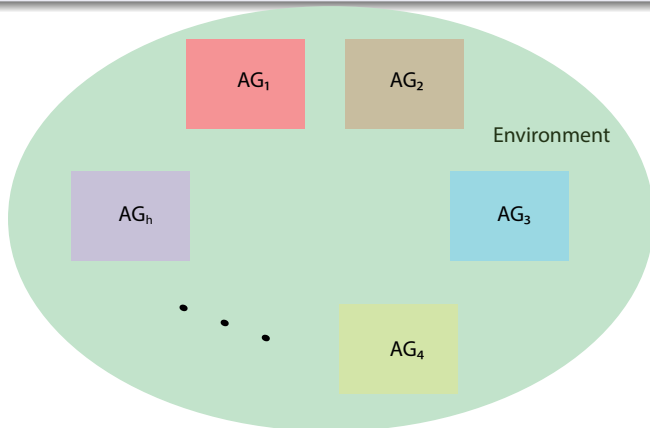 AG₁
AG₂
Environment
AGₕ
AG₃
AG₄